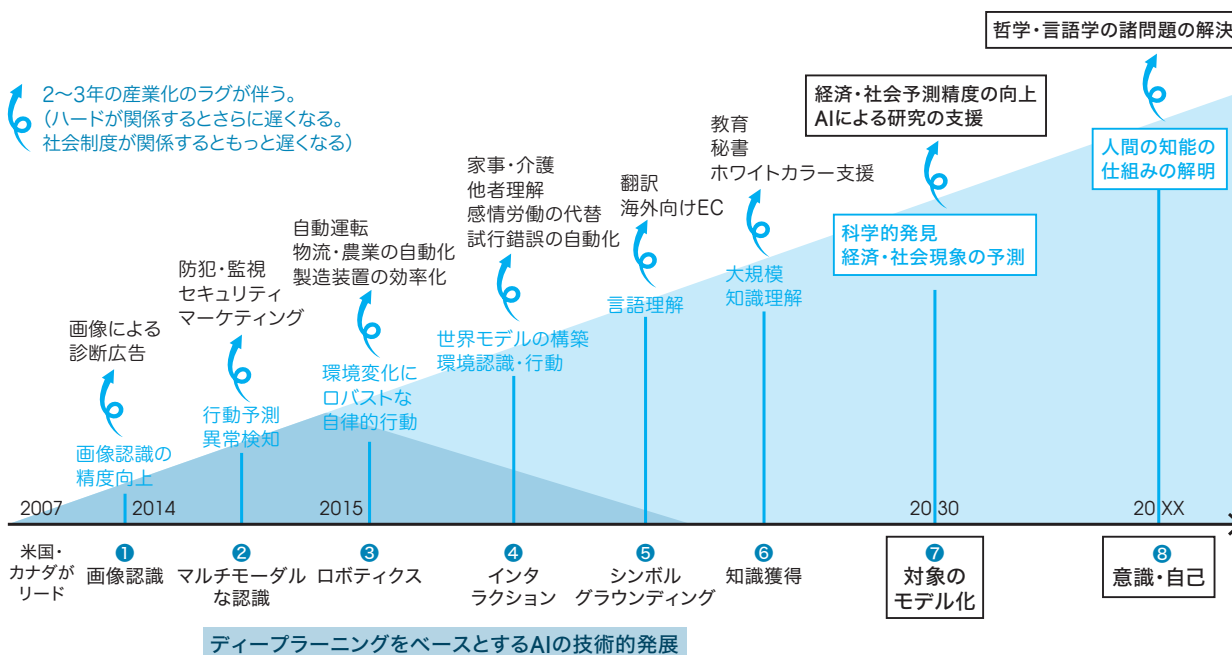 哲学・言語学の諸問題の解決
2〜3年の産業化のラグが伴う。
(ハードが関係するとさらに遅くなる。
社会制度が関係するともっと遅くなる)
経済・社会予測精度の向上
AIによる研究の支援
人間の知能の
仕組みの解明
教育
秘書
ホワイトカラー支援
家事・介護
他者理解
感情労働の代替
試行錯誤の自動化
翻訳
海外向けEC
自動運転
物流・農業の自動化
製造装置の効率化
科学的発見
経済・社会現象の予測
防犯・監視
セキュリティ
マーケティング
大規模
知識理解
言語理解
画像による
診断広告
世界モデルの構築
環境認識・行動
環境変化に
ロバストな
自律的行動
行動予測
異常検知
画像認識の
精度向上
2007
2014
2015
2030
20XX
米国・
カナダが
リード
❶
画像認識
❷
マルチモーダル
な認識
❸
ロボティクス
❹
インタ
ラクション
❺
シンボル
グラウンディング
❻
知識獲得
❼
対象の
モデル化
❽
意識・自己
ディープラーニングをベースとするAIの技術的発展